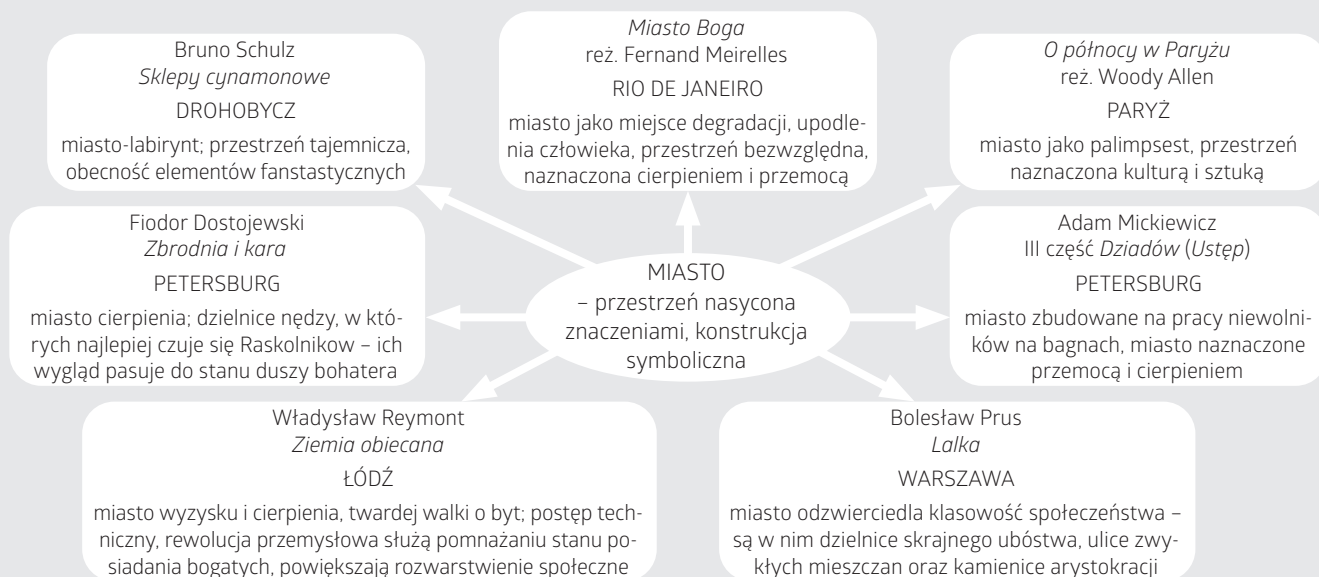 Bruno Schulz
Sklepy cynamonowe
DROHOBYCZ
miasto-labirynt; przestrzeń tajemnicza,
obecność elementów fanstastycznych
Miasto Boga
reż. Fernand Meirelles
RIO DE JANEIRO
miasto jako miejsce degradacji, upodle-
nia człowieka, przestrzeń bezwzględna,
naznaczona cierpieniem i przemocą
O północy w Paryżu
reż. Woody Allen
PARYŻ
miasto jako palimpsest, przestrzeń
naznaczona kulturą i sztuką
Fiodor Dostojewski
Zbrodnia i kara
PETERSBURG
miasto cierpienia; dzielnice nędzy, w któ-
rych najlepiej czuje się Raskolnikow – ich
wygląd pasuje do stanu duszy bohatera
MIASTO
– przestrzeń nasycona
znaczeniami, konstrukcja
symboliczna
Adam Mickiewicz
III część Dziadów (Ustęp)
PETERSBURG
miasto zbudowane na pracy niewolni-
ków na bagnach, miasto naznaczone
przemocą i cierpieniem
Władysław Reymont
Ziemia obiecana
ŁÓDŹ
miasto wyzysku i cierpienia, twardej walki o byt; postęp tech-
niczny, rewolucja przemysłowa służą pomnażaniu stanu po-
siadania bogatych, powiększają rozwarstwienie społeczne
Bolesław Prus
Lalka
WARSZAWA
miasto odzwierciedla klasowość społeczeństwa –
są w nim dzielnice skrajnego ubóstwa, ulice zwy-
kłych mieszczan oraz kamienice arystokracji